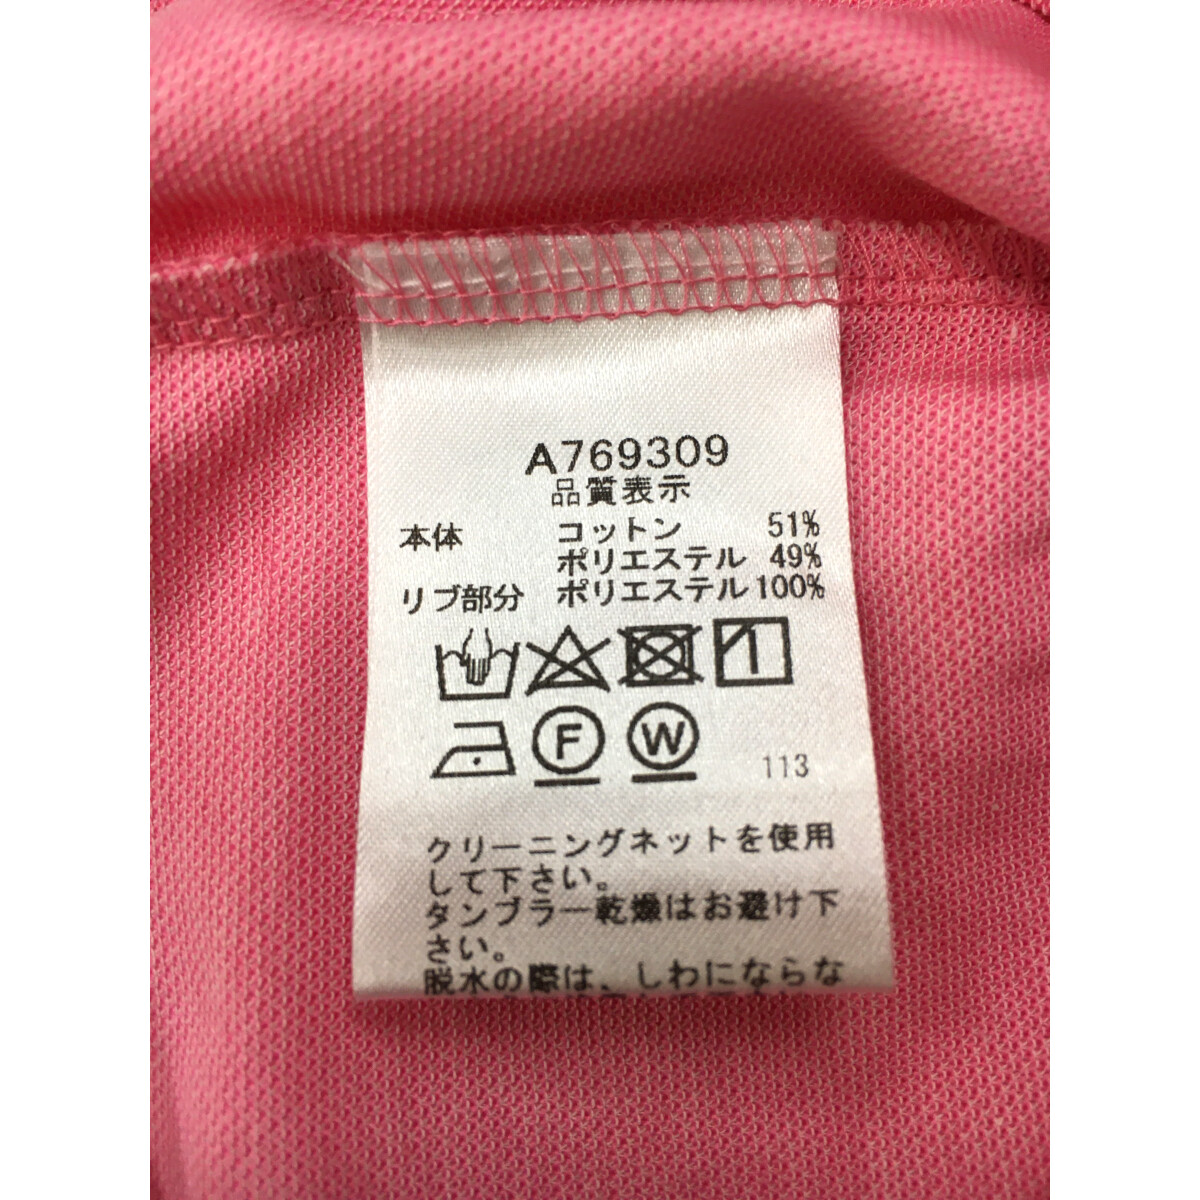 A769309
品質表示
本体 コットン 51%
ポリエステル 49%
リブ部分 ポリエステル 100%
F W 113
クリーニングネットを使用
して下さい。
タンブラー乾燥はお避け下
さい。
脱水の際は、しわにならな